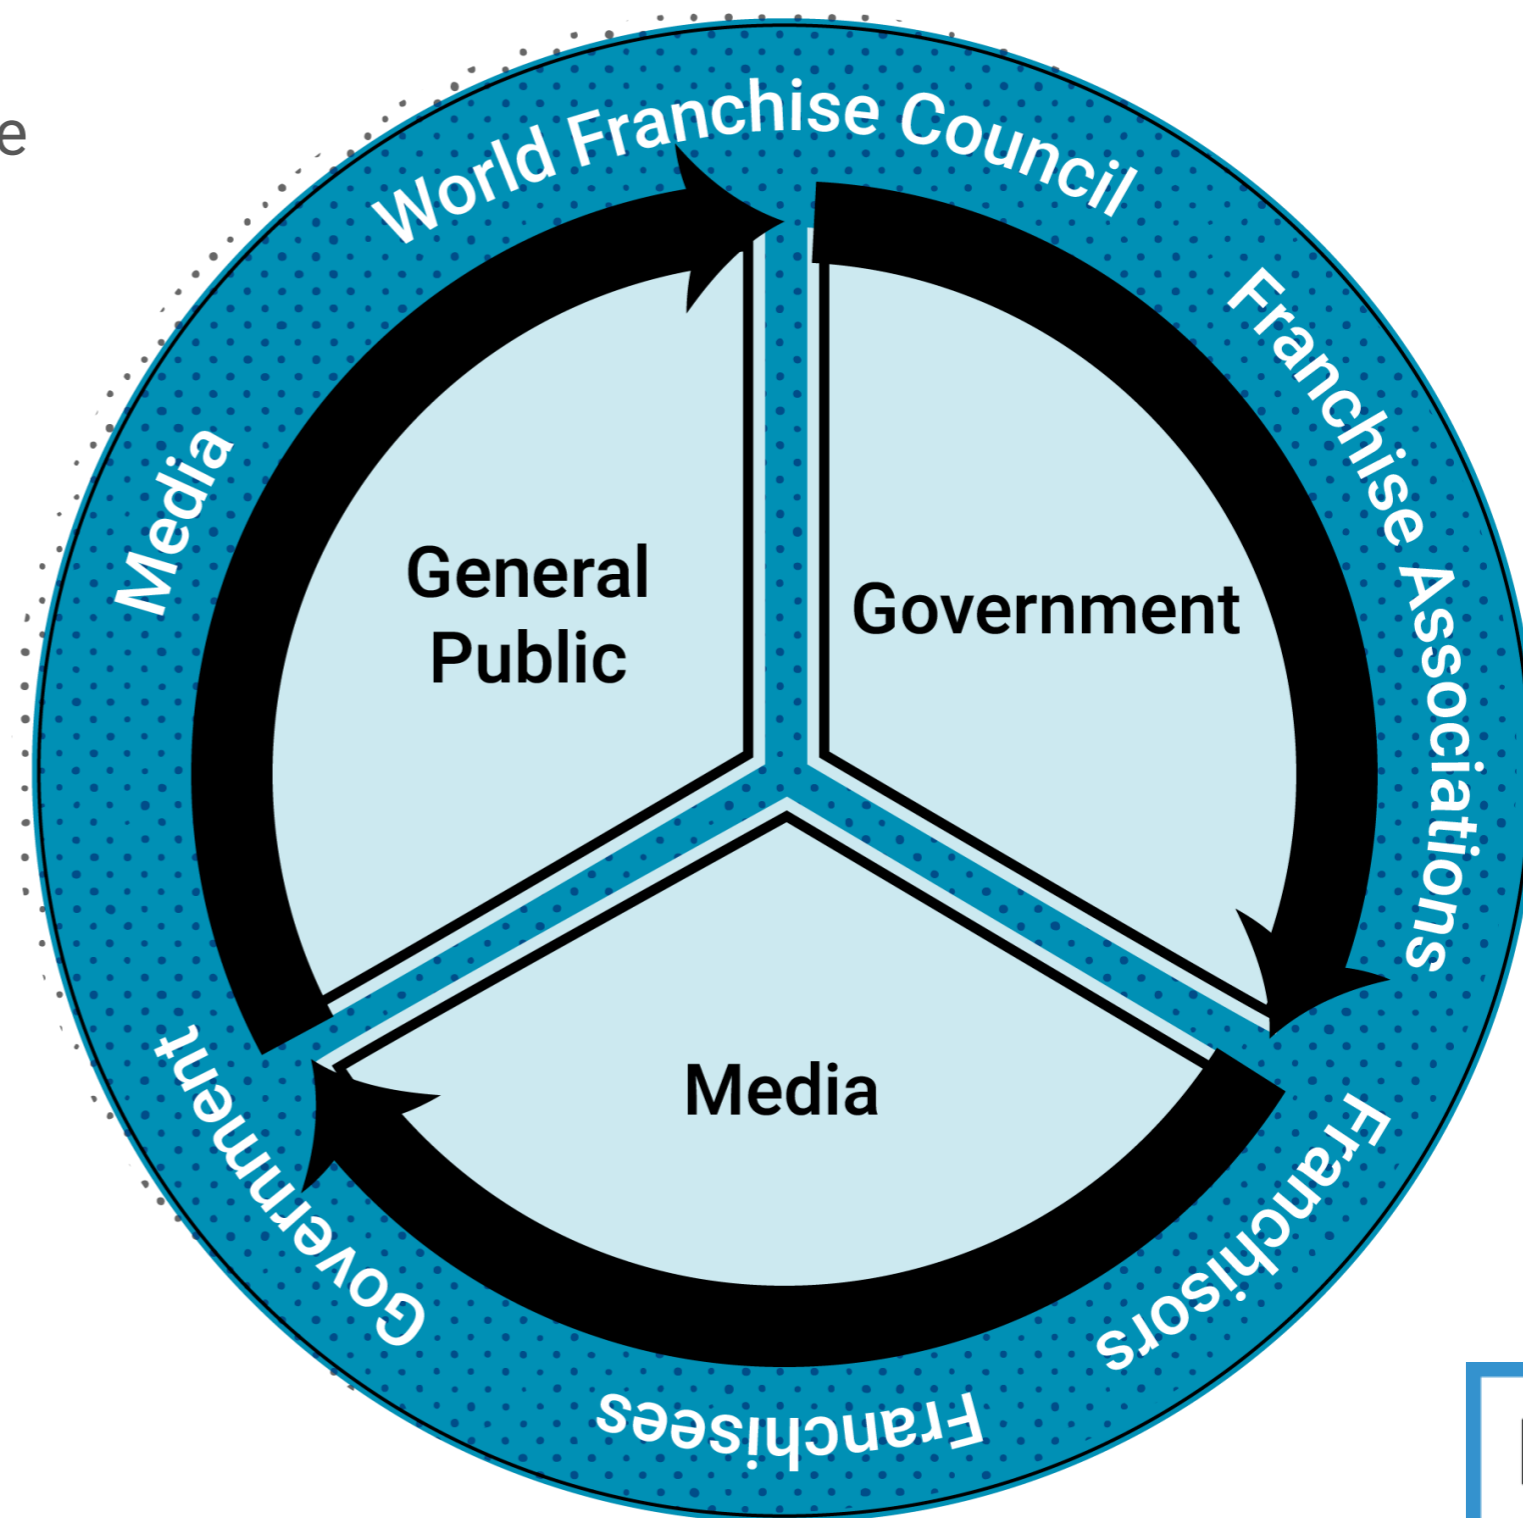 e
World Franchise Council
Franchise Associations
Franchisors
Franchisees
Government
Media
General
Public
Government
Media